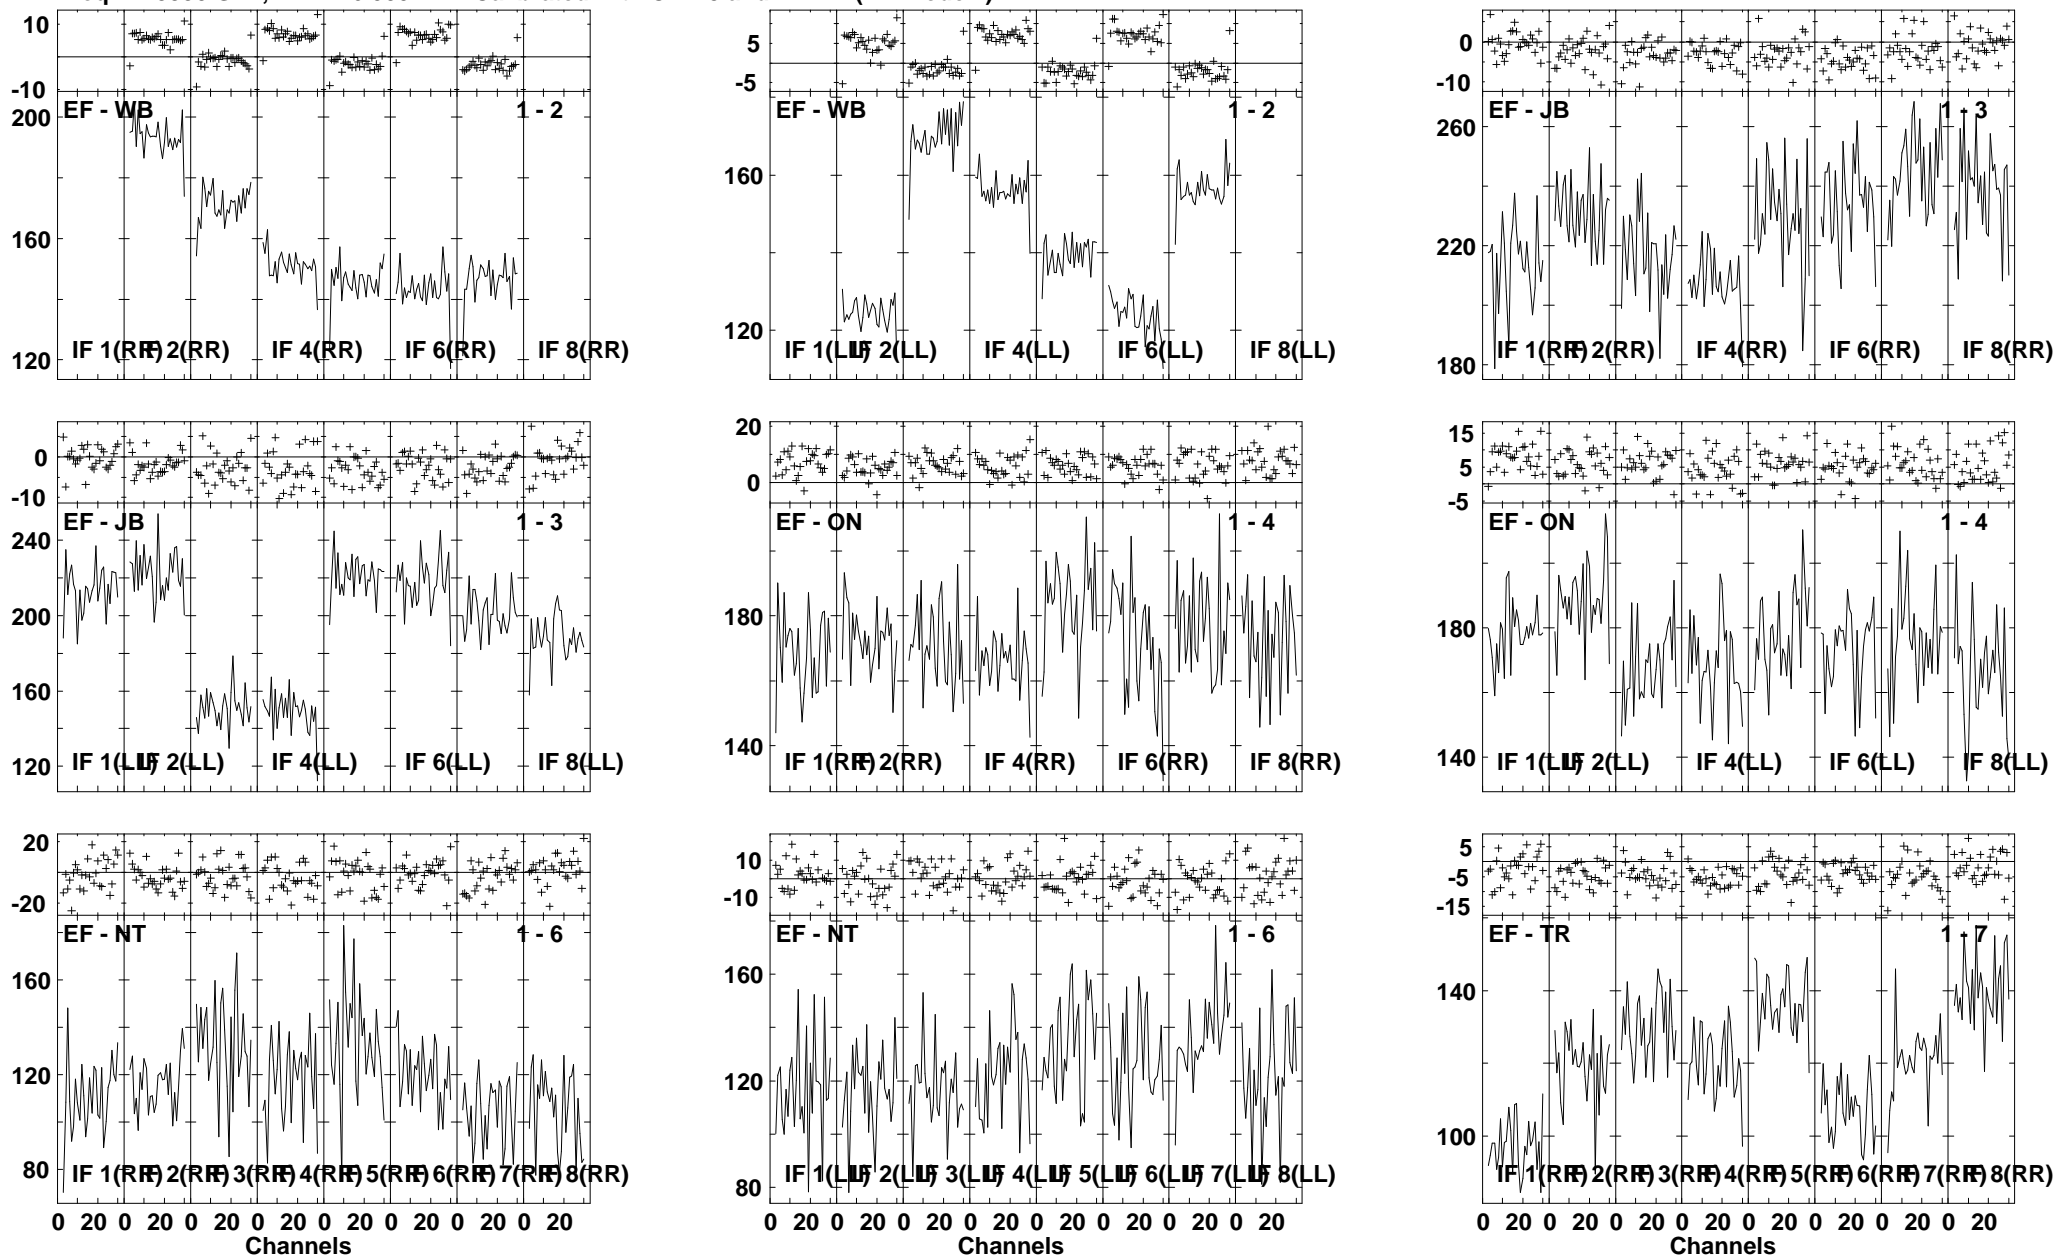 10
0
-10
EF - WB 1 - 2
200
160
120
IF 1(RR) IF 2(RR) IF 4(RR) IF 6(RR) IF 8(RR)
5
-5
EF - WB 1 - 2
160
120
IF 1(LL) IF 2(LL) IF 4(LL) IF 6(LL) IF 8(LL)
0
-10
EF - JB 1 - 3
260
220
180
IF 1(RR) IF 2(RR) IF 4(RR) IF 6(RR) IF 8(RR)
0
-10
EF - JB 1 - 3
240
200
160
120
IF 1(LL) IF 2(LL) IF 4(LL) IF 6(LL) IF 8(LL)
20
0
EF - ON 1 - 4
180
140
IF 1(RR) IF 2(RR) IF 4(RR) IF 6(RR) IF 8(RR)
15
5
-5
EF - ON 1 - 4
180
140
IF 1(LL) IF 2(LL) IF 4(LL) IF 6(LL) IF 8(LL)
20
0
-20
EF - NT 1 - 6
160
120
80
IF 1(RR) IF 2(RR) IF 3(RR) IF 4(RR) IF 5(RR) IF 6(RR) IF 7(RR) IF 8(RR)
0 20 0 20 0 20 0 20 0 20 0 20 0 20 0 20
Channels
10
-10
EF - NT 1 - 6
160
120
80
IF 1(LL) IF 2(LL) IF 3(LL) IF 4(LL) IF 5(LL) IF 6(LL) IF 7(LL) IF 8(LL)
0 20 0 20 0 20 0 20 0 20 0 20 0 20 0 20
Channels
5
-5
-15
EF - TR 1 - 7
140
100
IF 1(RR) IF 2(RR) IF 3(RR) IF 4(RR) IF 5(RR) IF 6(RR) IF 7(RR) IF 8(RR)
0 20 0 20 0 20 0 20 0 20 0 20 0 20 0 20
Channels